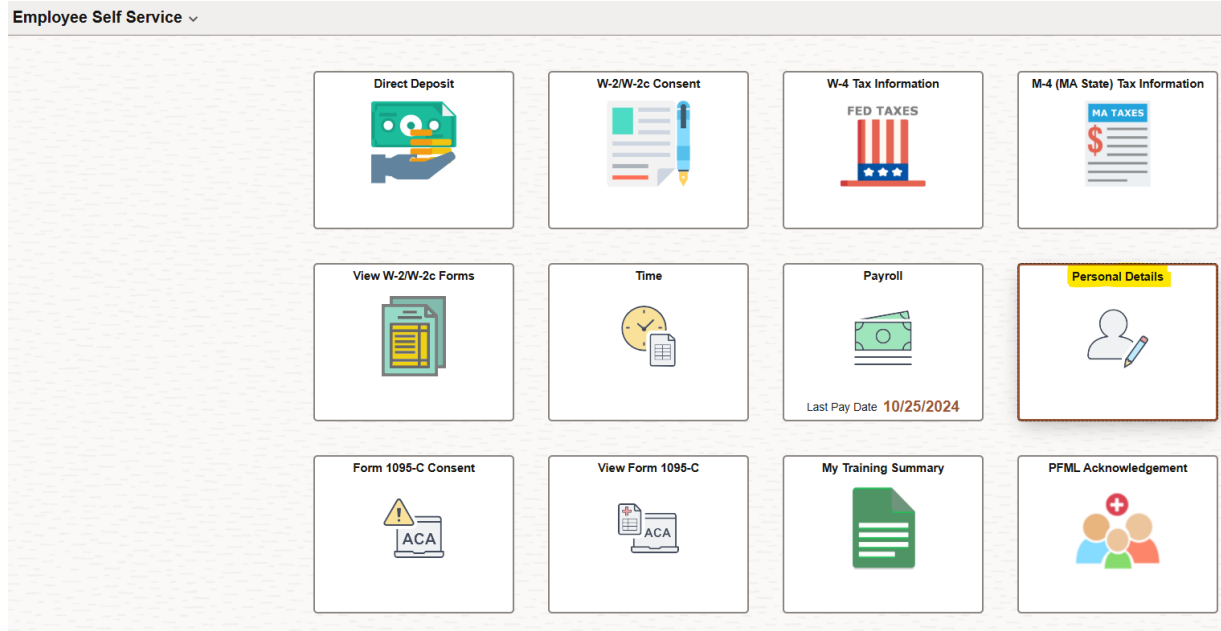 Employee Self Service
Direct Deposit
W-2/W-2c Consent
W-4 Tax Information
FED TAXES
M-4 (MA State) Tax Information
MA TAXES
$
View W-2/W-2c Forms
Time
Payroll
Last Pay Date 10/25/2024
Personal Details
Form 1095-C Consent
!
ACA
View Form 1095-C
ACA
My Training Summary
PFML Acknowledgement